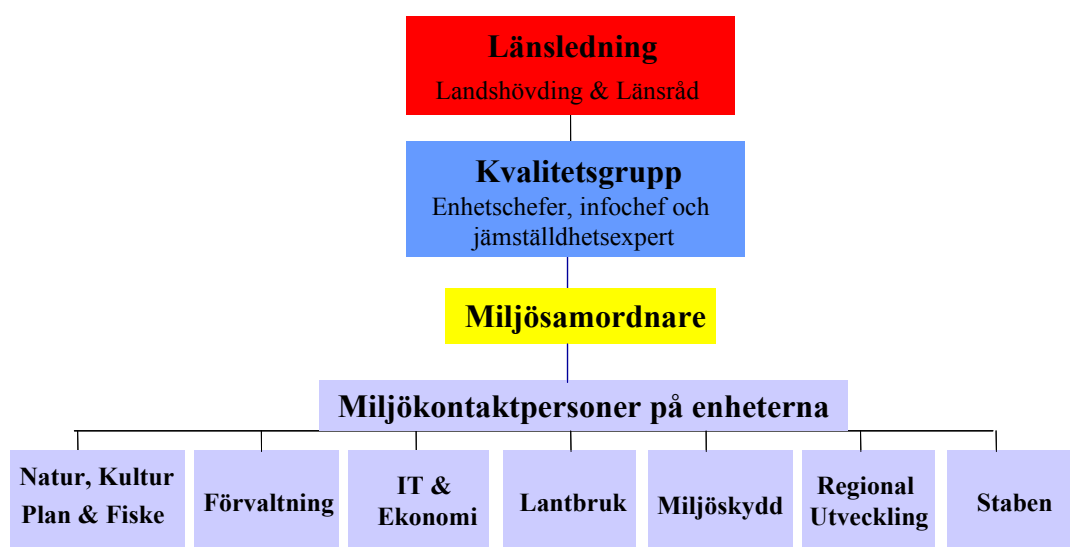 Länsledning
Landshövding & Länsråd
Kvalitetsgrupp
Enhetschefer, infochef och
jämställdhetsexpert
Miljösamordnare
Miljökontaktpersoner på enheterna
Natur, Kultur
Plan & Fiske
Förvaltning
IT &
Ekonomi
Lantbruk
Miljöskydd
Regional
Utveckling
Staben